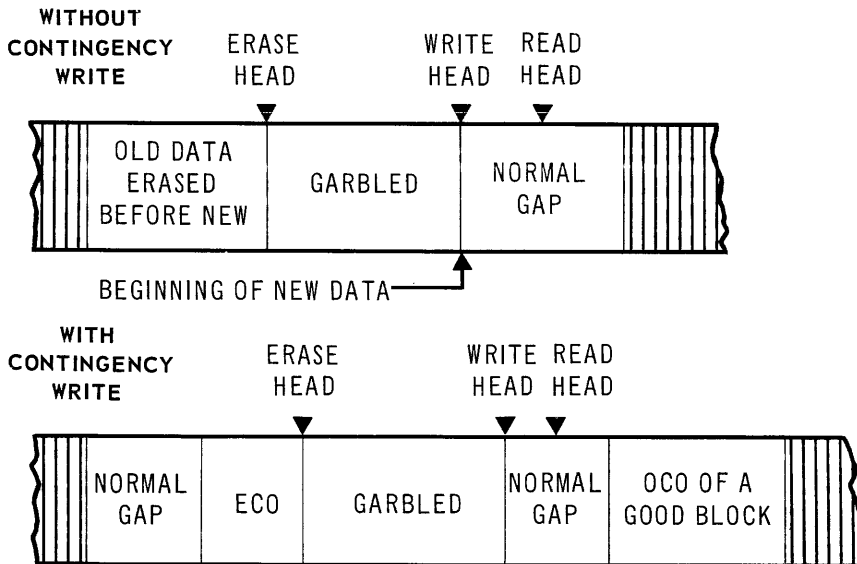 WITHOUT
CONTINGENCY
WRITE
ERASE
HEAD
WRITE
HEAD
READ
HEAD
OLD DATA
ERASED
BEFORE NEW
GARBLED
NORMAL
GAP
BEGINNING OF NEW DATA
WITH
CONTINGENCY
WRITE
ERASE
HEAD
WRITE
HEAD
READ
HEAD
NORMAL
GAP
ECO
GARBLED
NORMAL
GAP
OCO OF A
GOOD BLOCK